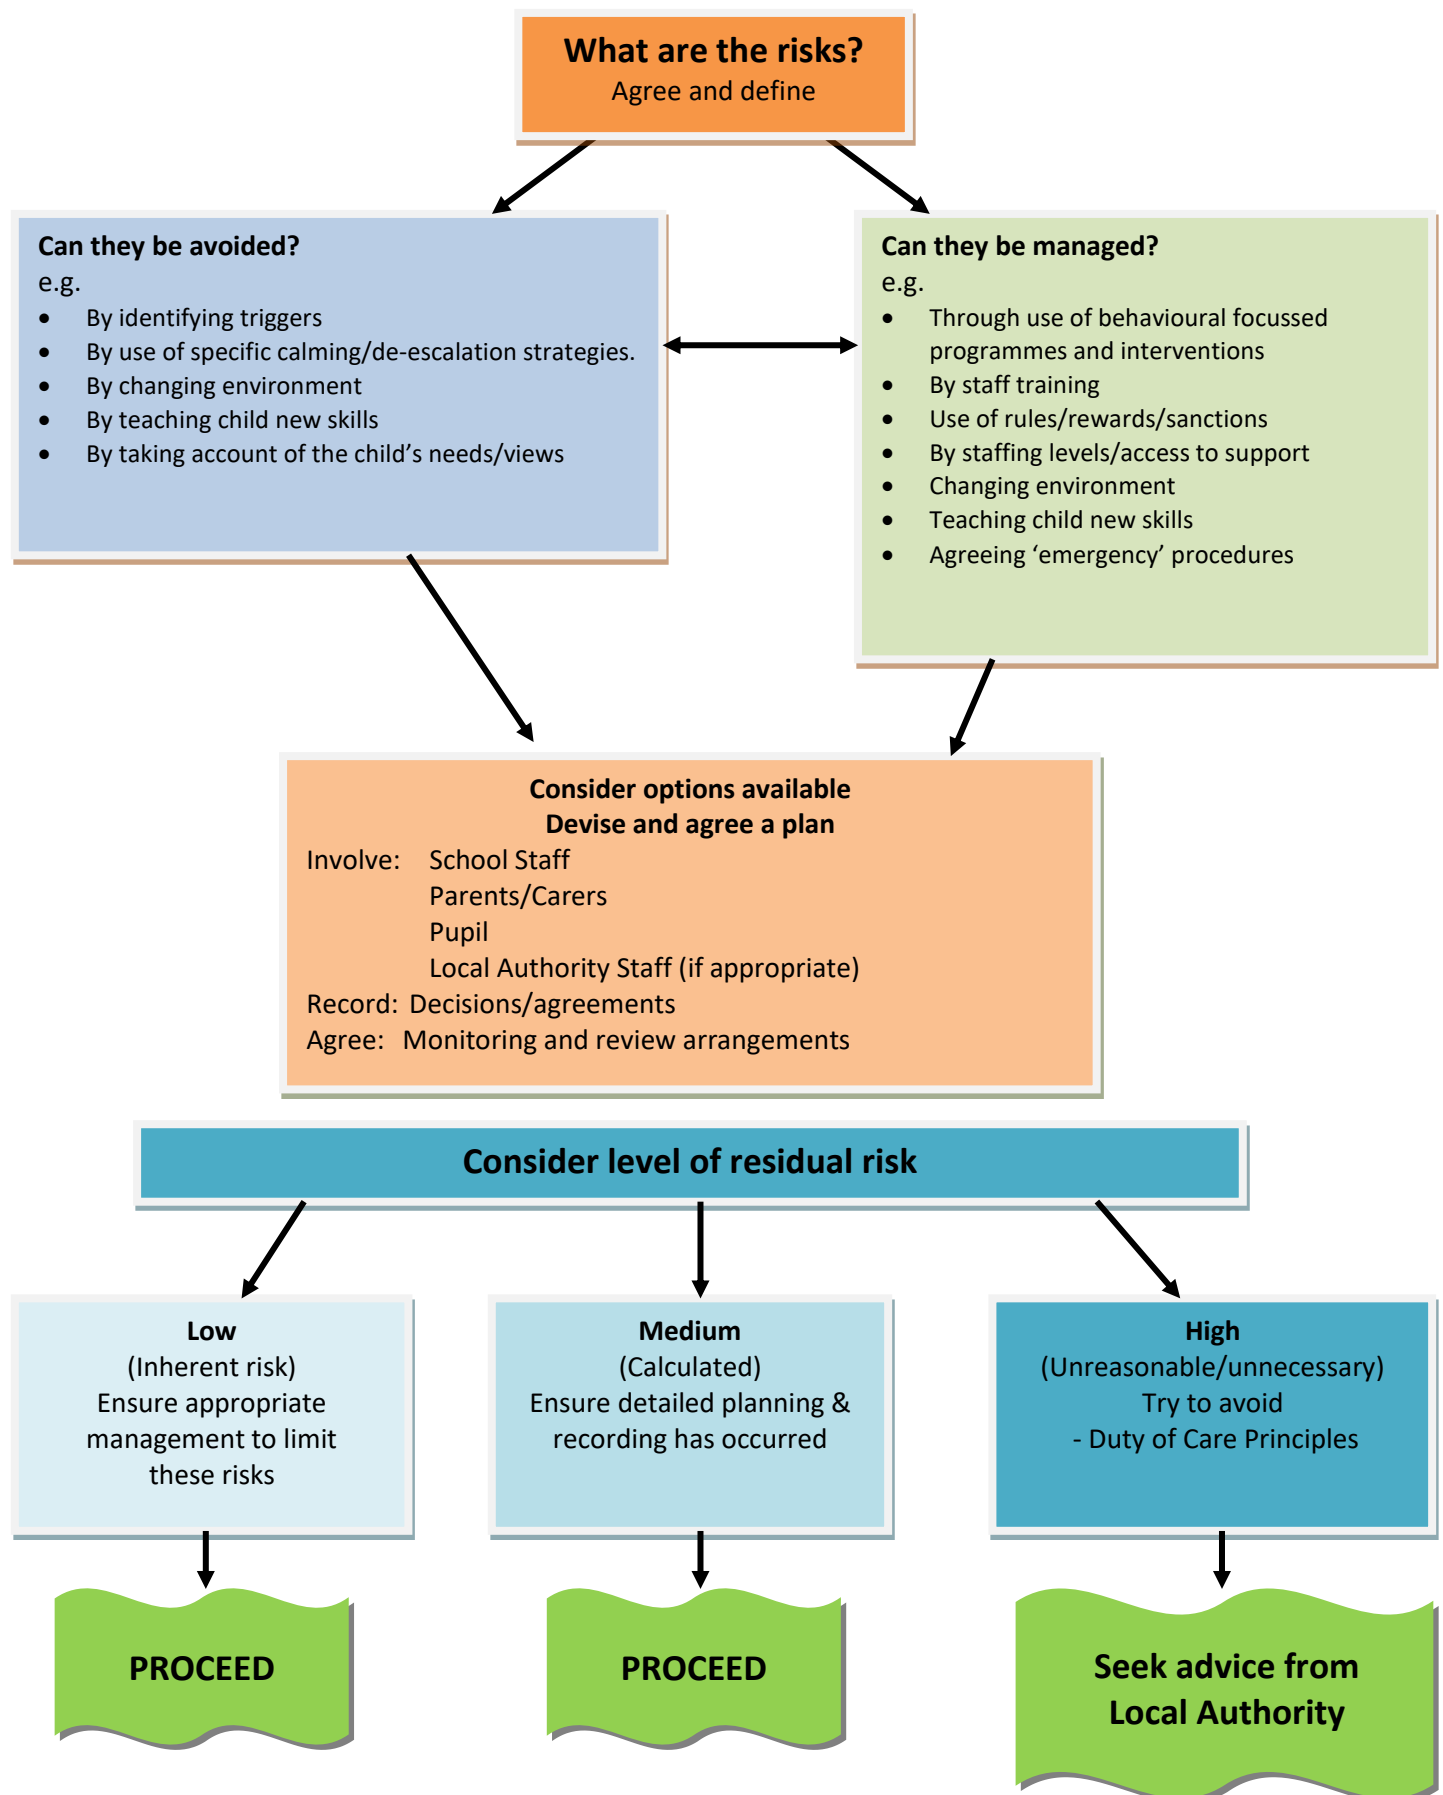 What are the risks?
Agree and define
Can they be avoided?
e.g.
• By identifying triggers
• By use of specific calming/de-escalation strategies.
• By changing environment
• By teaching child new skills
• By taking account of the child’s needs/views
Can they be managed?
e.g.
• Through use of behavioural focussed
programmes and interventions
• By staff training
• Use of rules/rewards/sanctions
• By staffing levels/access to support
• Changing environment
• Teaching child new skills
• Agreeing ‘emergency’ procedures
Consider options available
Devise and agree a plan
Involve: School Staff
Parents/Carers
Pupil
Local Authority Staff (if appropriate)
Record: Decisions/agreements
Agree: Monitoring and review arrangements
Consider level of residual risk
Low
(Inherent risk)
Ensure appropriate
management to limit
these risks
Medium
(Calculated)
Ensure detailed planning &
recording has occurred
High
(Unreasonable/unnecessary)
Try to avoid
- Duty of Care Principles
PROCEED
PROCEED
Seek advice from
Local Authority